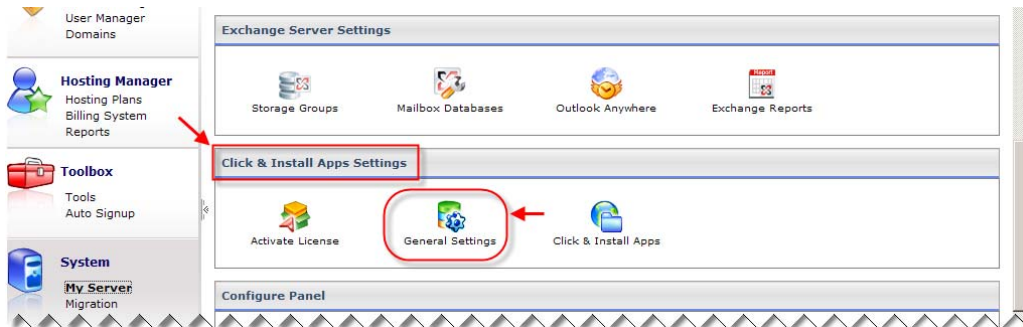 User Manager
Domains
Hosting Manager
Hosting Plans
Billing System
Reports
Toolbox
Tools
Auto Signup
System
My Server
Migration
Exchange Server Settings
Storage Groups
Mailbox Databases
Outlook Anywhere
Report
Exchange Reports
Click & Install Apps Settings
Activate License
General Settings
Click & Install Apps
Configure Panel